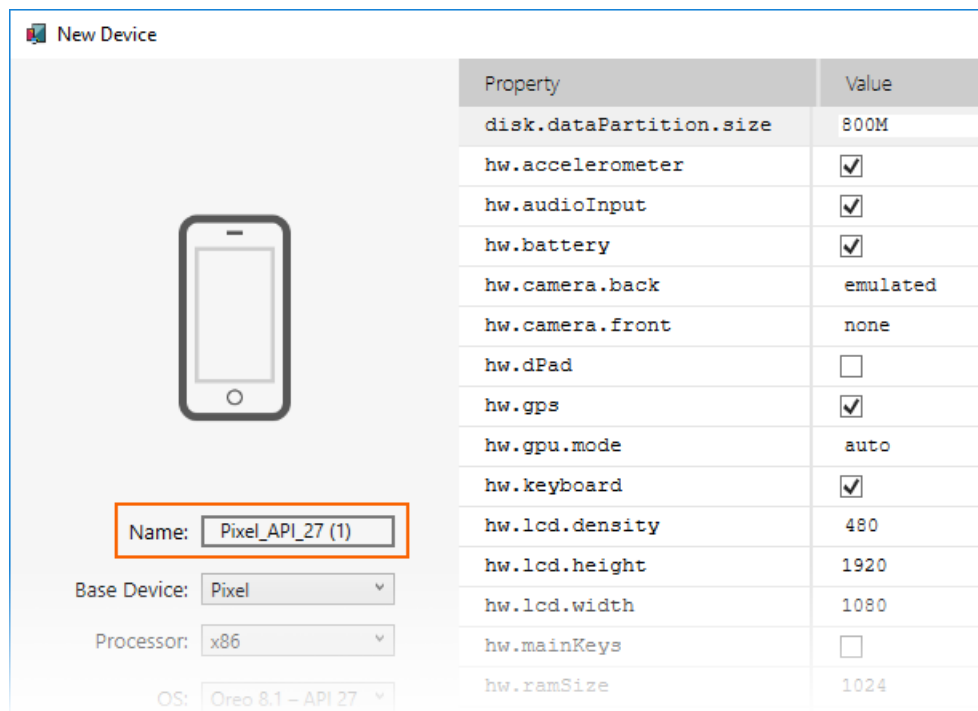 New Device
Name: Pixel_API_27 (1)
Base Device: Pixel
Processor: x86
OS: Oreo 8.1 – API 27
Property Value
disk.dataPartition.size 800M
hw.accelerometer
hw.audioInput
hw.battery
hw.camera.back emulated
hw.camera.front none
hw.dPad
hw.gps
hw.gpu.mode auto
hw.keyboard
hw.lcd.density 480
hw.lcd.height 1920
hw.lcd.width 1080
hw.mainKeys
hw.ramSize 1024